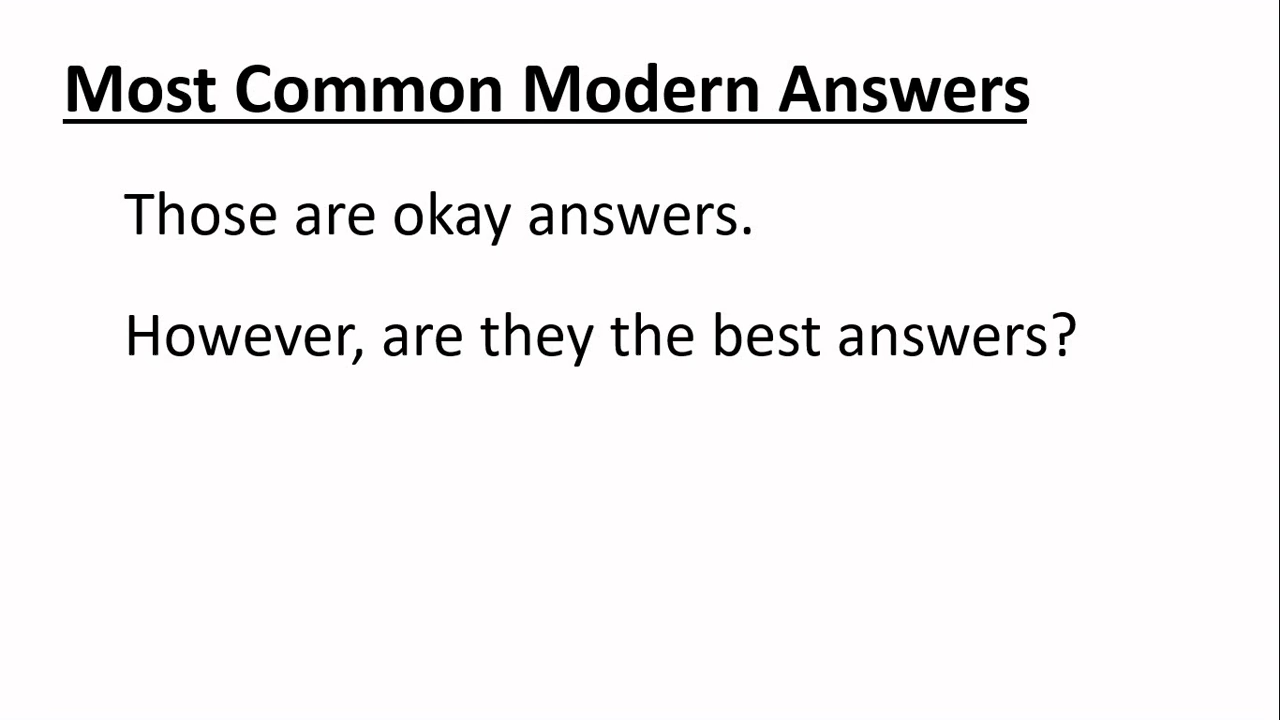 Most Common Modern Answers
Those are okay answers.
However, are they the best answers?